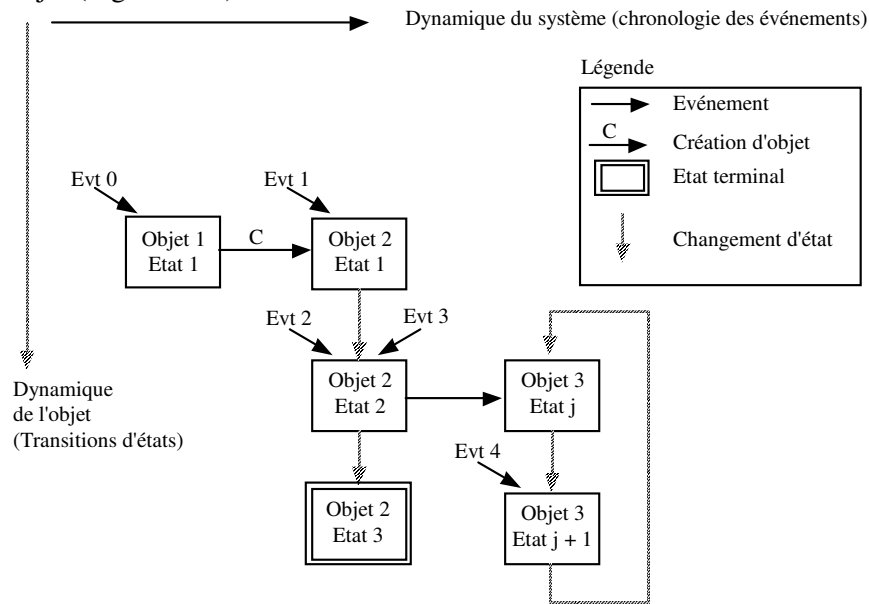 Dynamique du système (chronologie des événements)
Légende
Evénement
C
Création d'objet
Etat terminal
Changement d'état
Evt 0
Evt 1
Objet 1
Etat 1
C
Objet 2
Etat 1
Evt 2
Evt 3
Dynamique
de l'objet
(Transitions d'états)
Objet 2
Etat 2
Objet 3
Etat j
Evt 4
Objet 2
Etat 3
Objet 3
Etat j + 1